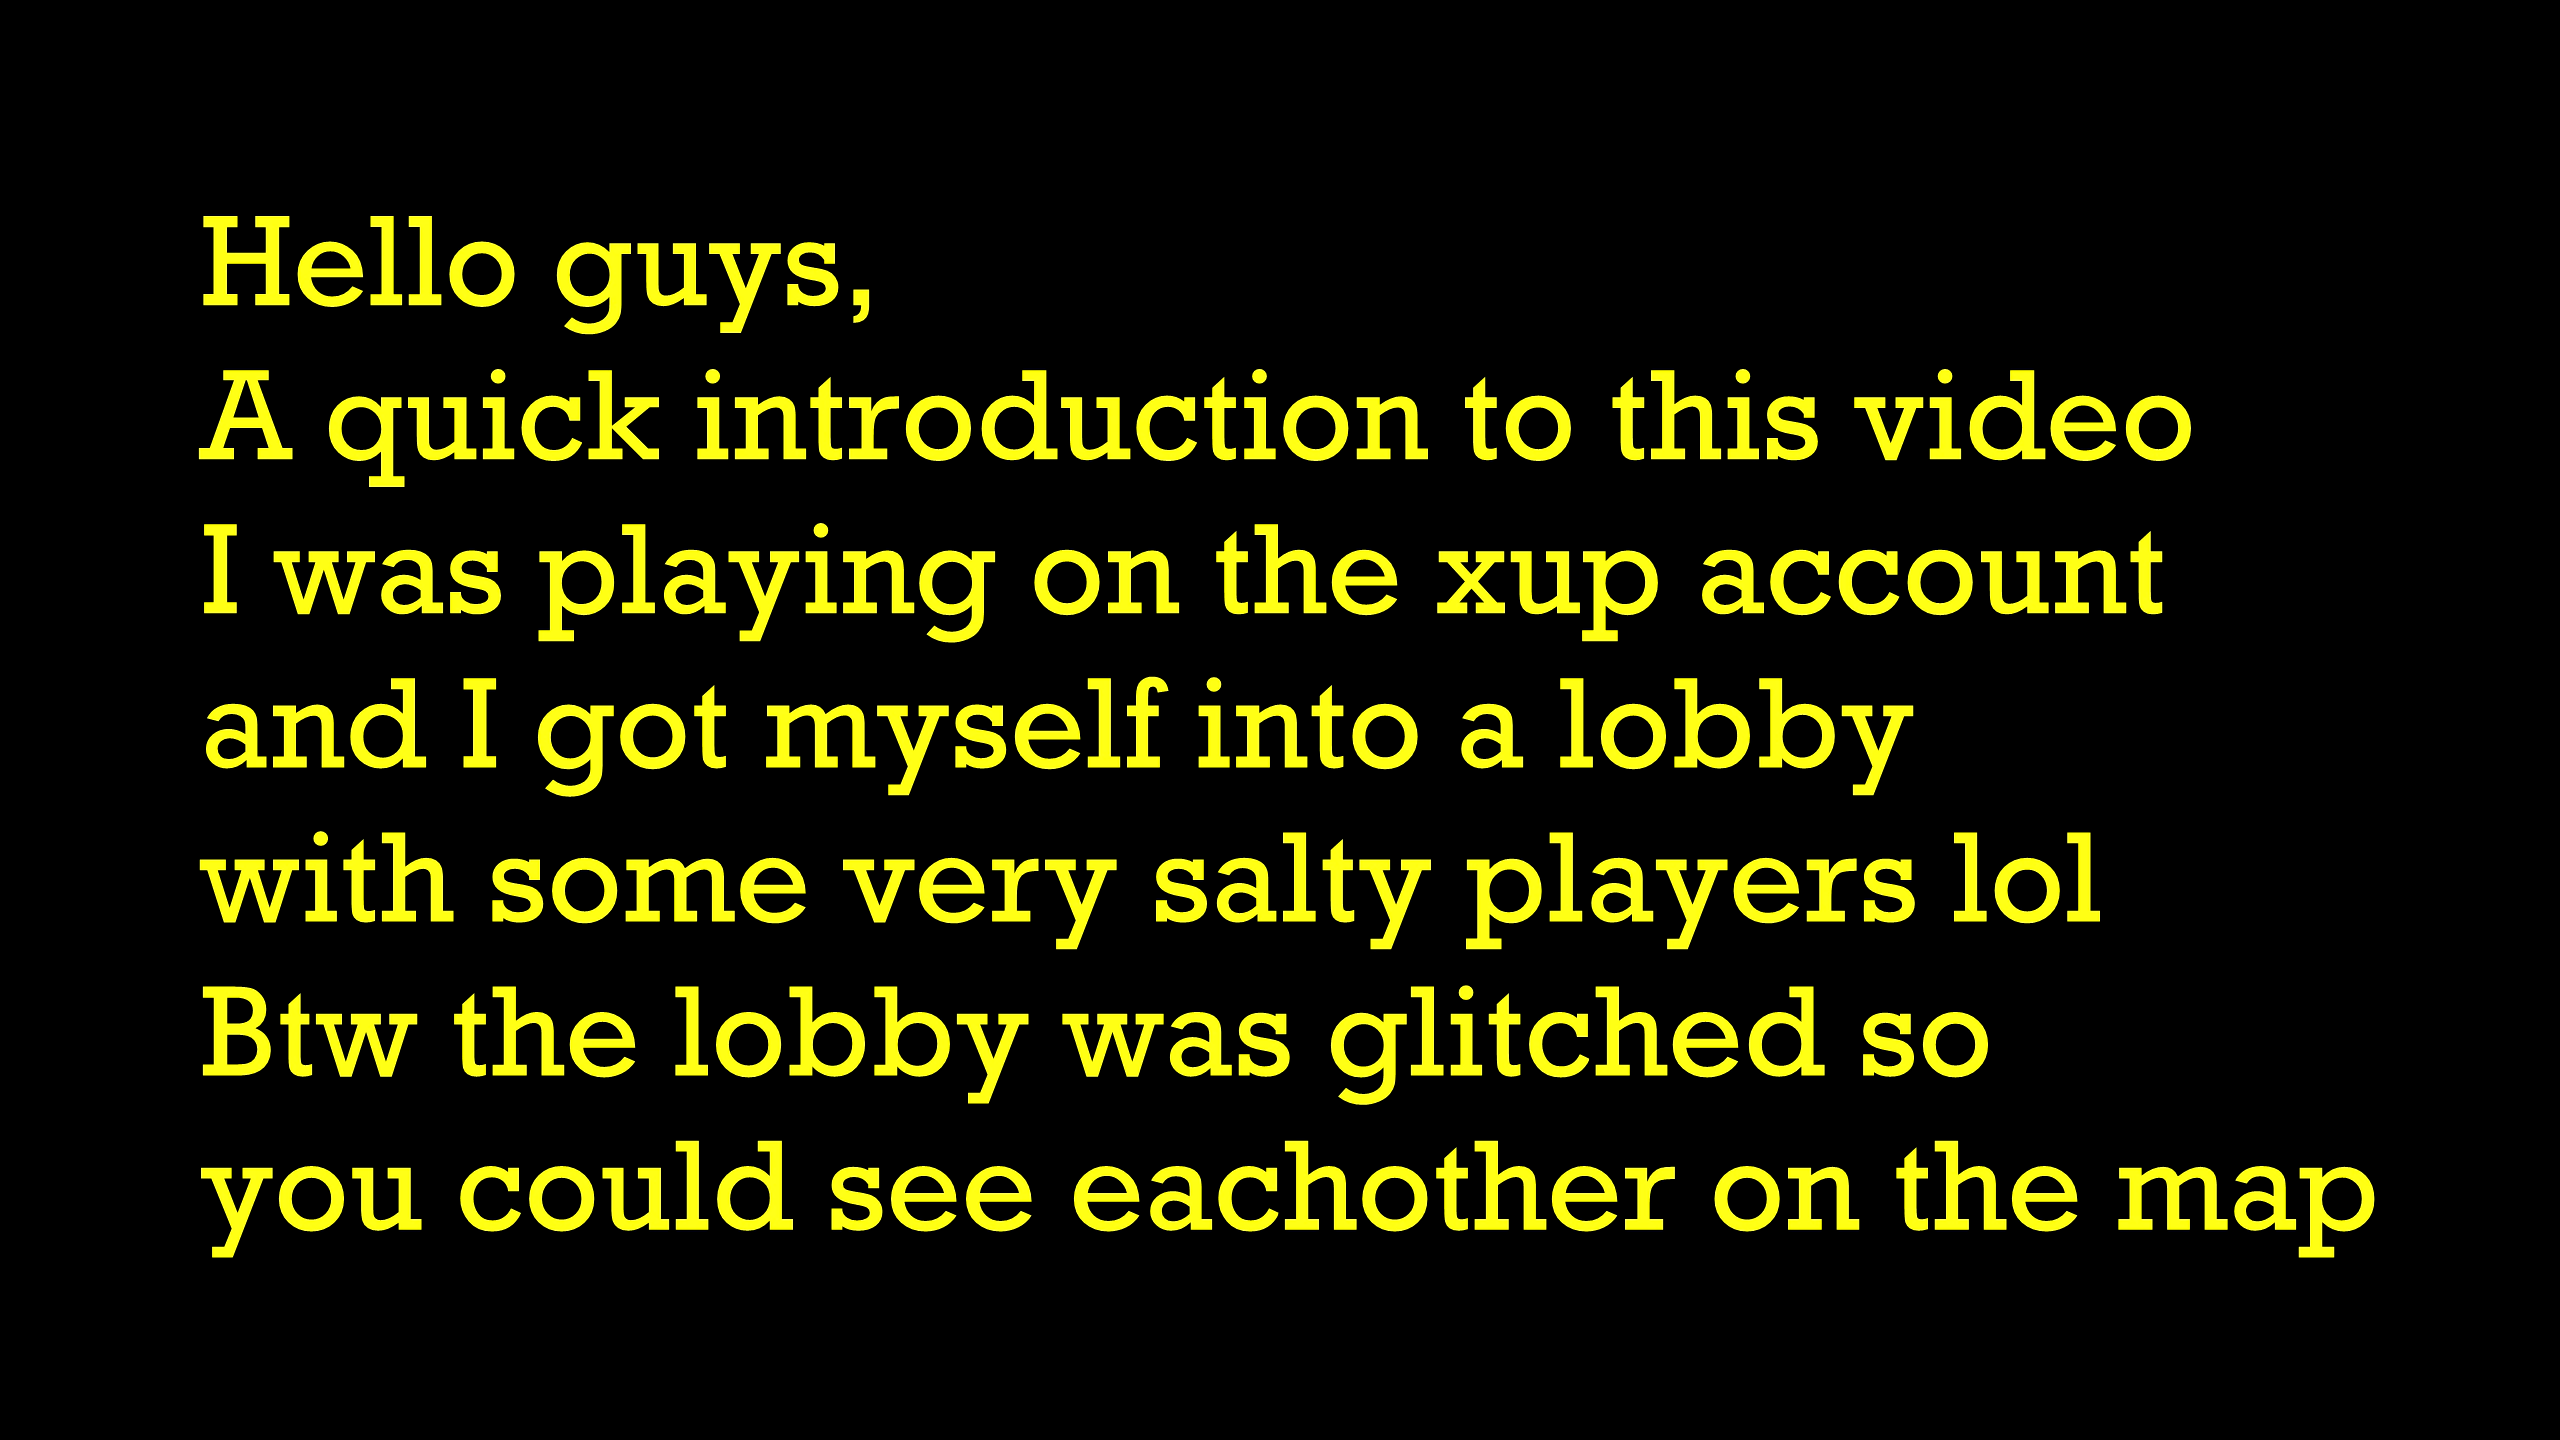 Hello guys,
A quick introduction to this video
I was playing on the xup account
and I got myself into a lobby
with some very salty players lol
Btw the lobby was glitched so
you could see eachother on the map